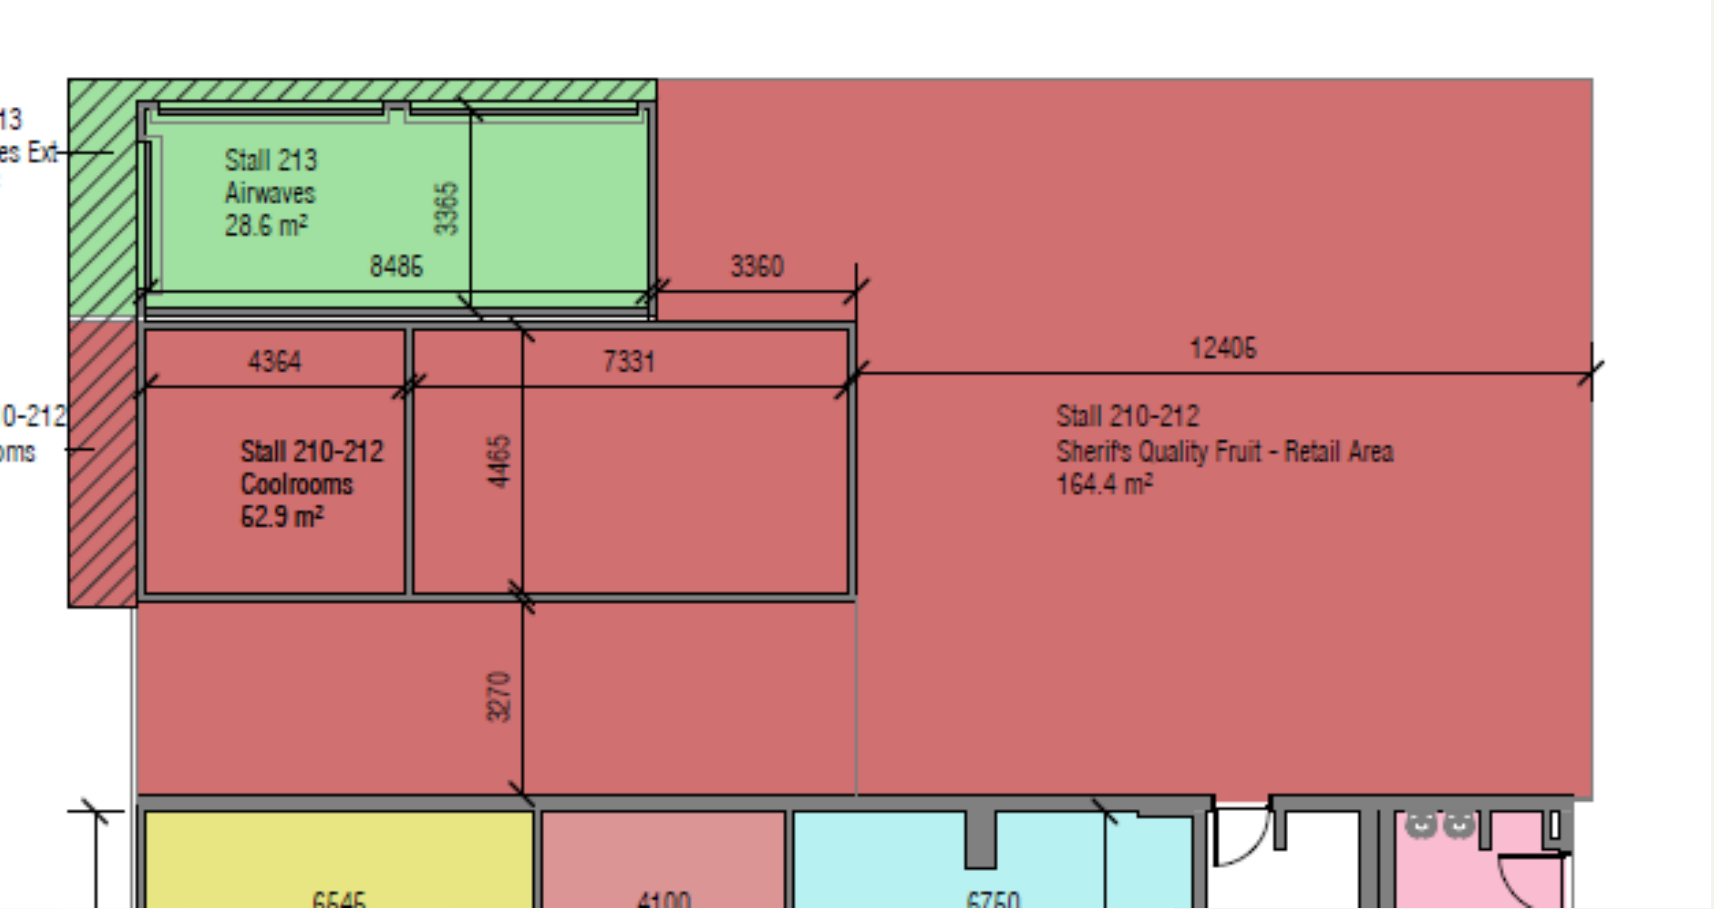 13
es Ext
Stall 213
Airwaves
28.6 m²
3365
8485
3360
4364
7331
12405
0-212
oms
Stall 210-212
Coolrooms
62.9 m²
4465
Stall 210-212
Sherif's Quality Fruit - Retail Area
164.4 m²
3270
6545
4100
6750